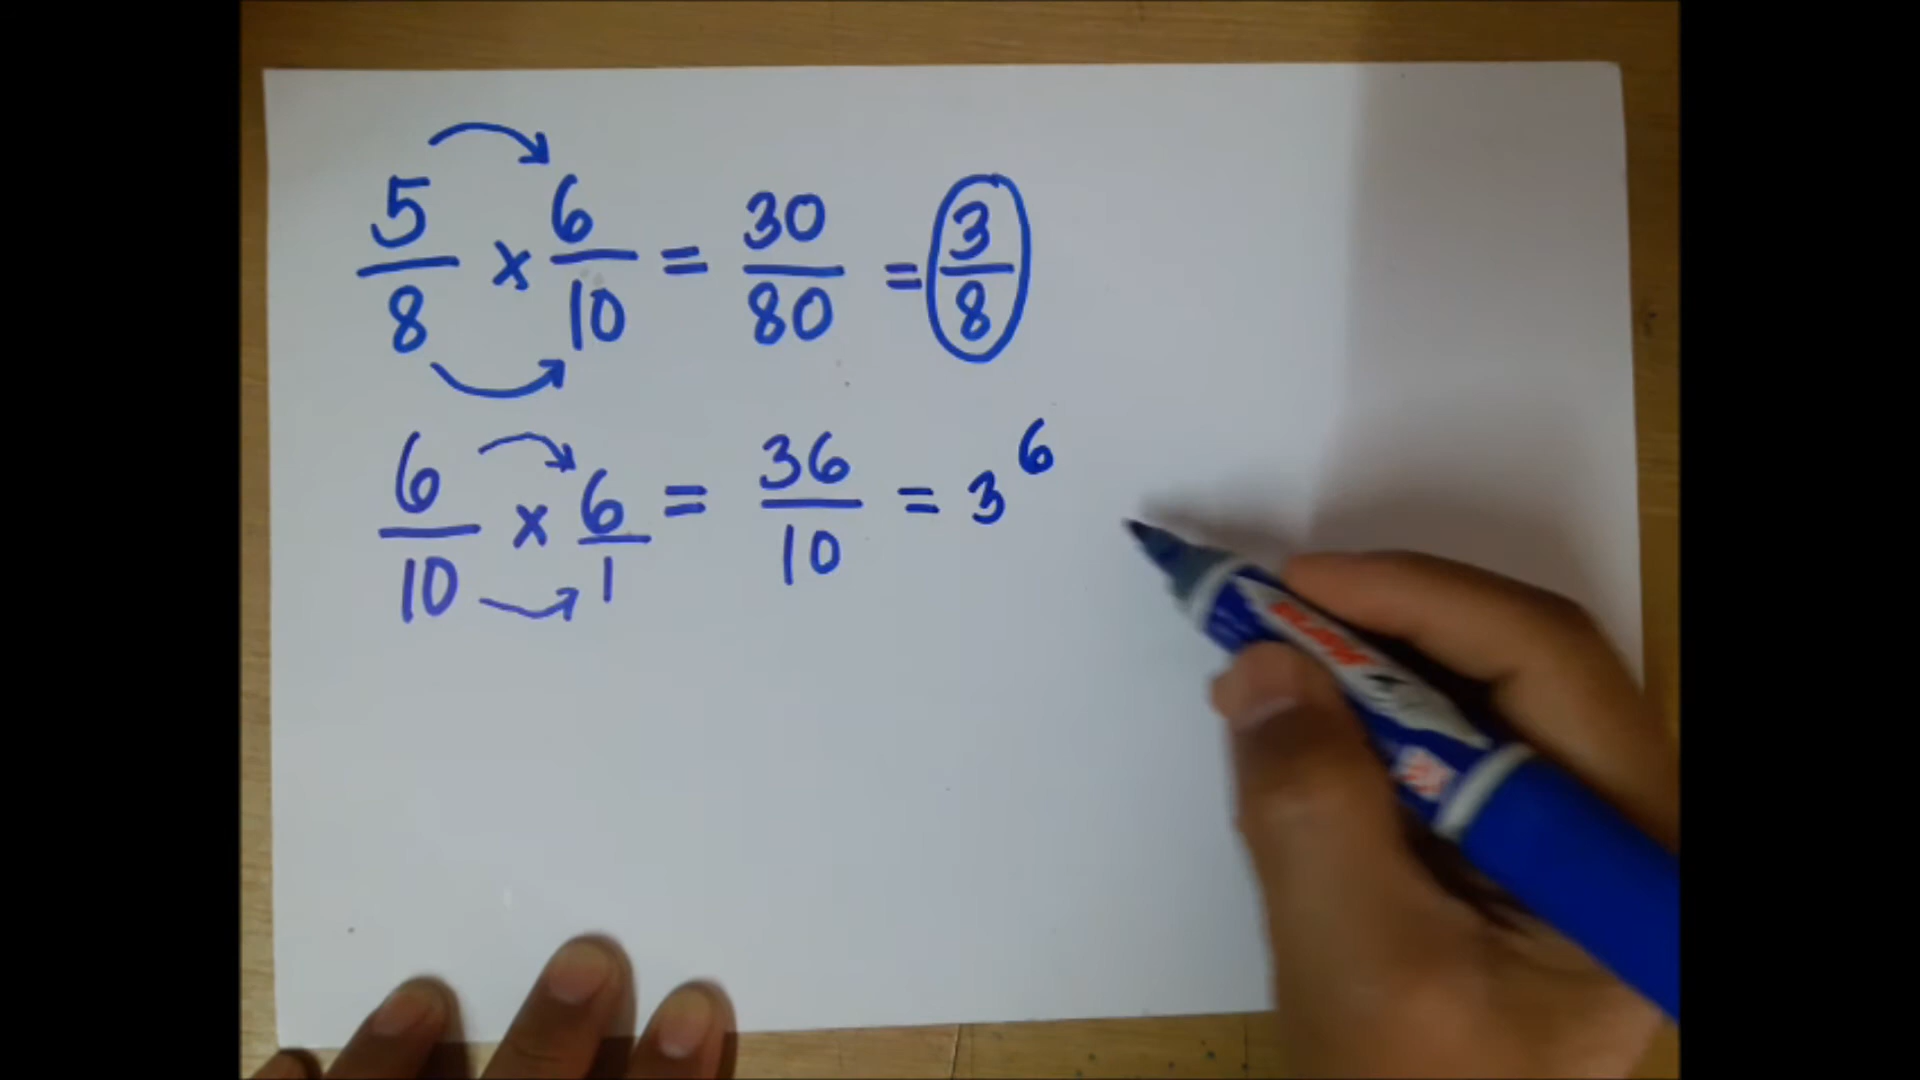 5/8 x 6/10 = 30/80 = 3/8
6/10 x 6/1 = 36/10 = 3 6